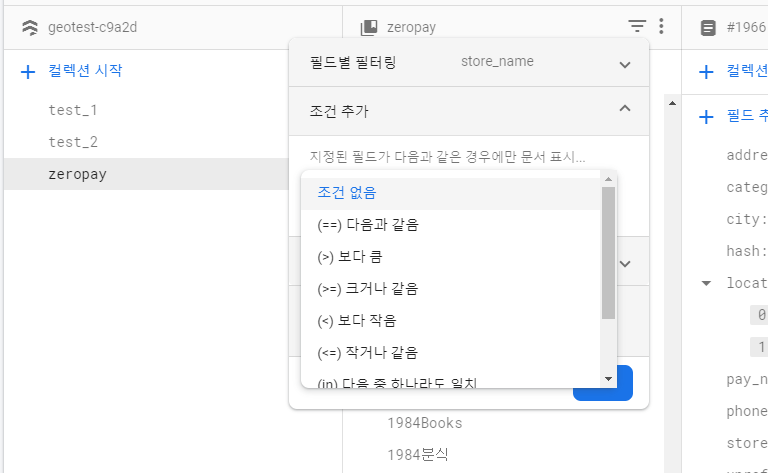 geotest-c9a2d
컬렉션 시작
test_1
test_2
zeropay
zeropay
필드별 필터링 store_name
조건 추가
지정된 필드가 다음과 같은 경우에만 문서 표시...
조건 없음
(==) 다음과 같음
(>) 보다 큼
(>=) 크거나 같음
(<) 보다 작음
(<=) 작거나 같음
(in) 다음 중 하나라도 일치
1984Books
1984분식
#1966
컬렉션
필드 추
addre
categ
city:
hash:
locat
0
1
pay_n
phone
store